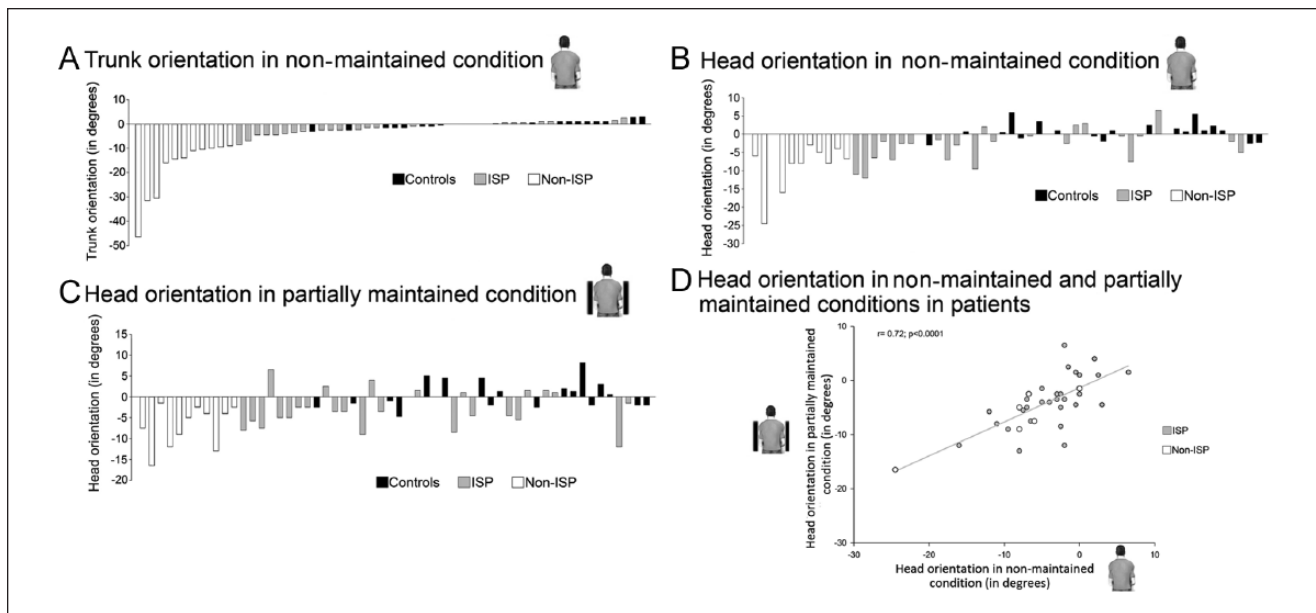 A Trunk orientation in non-maintained condition
Trunk orientation (in degrees)
10
0
-10
-20
-30
-40
-50
Controls ISP Non-ISP
B Head orientation in non-maintained condition
Head orientation (in degrees)
10
5
0
-5
-10
-15
-20
-25
-30
Controls ISP Non-ISP
C Head orientation in partially maintained condition
Head orientation (in degrees)
15
10
5
0
-5
-10
-15
-20
Controls ISP Non-ISP
D Head orientation in non-maintained and partially
maintained conditions in patients
r= 0.72; p<0.0001
Head orientation in partially maintained
condition (in degrees)
10
0
-10
-20
-30
-30 -20 -10 0 10
ISP
Non-ISP
Head orientation in non-maintained
condition (in degrees)